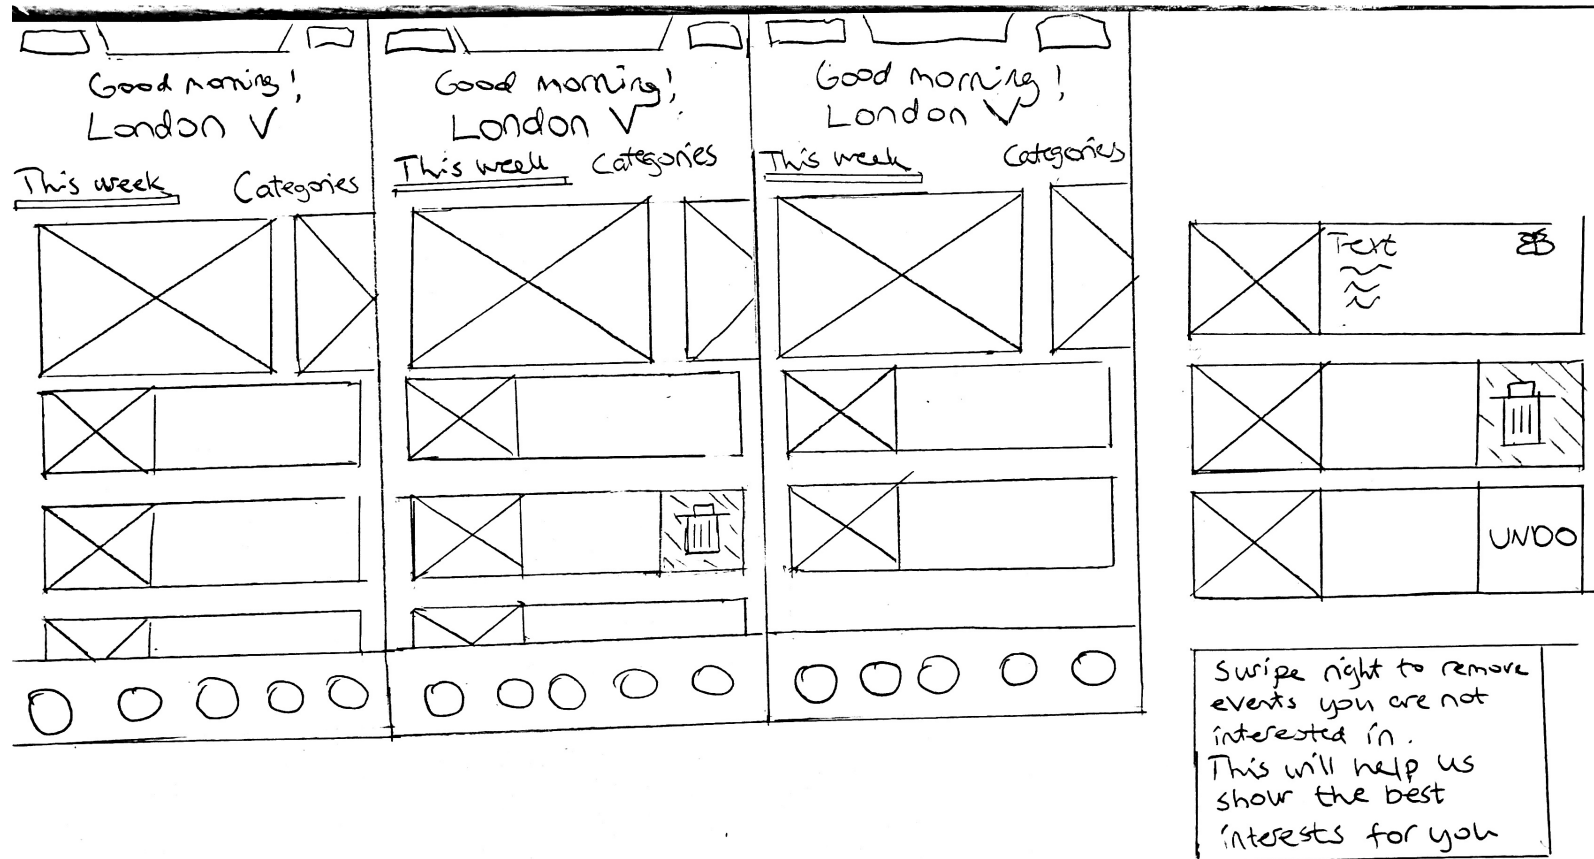 Good morning!
London V
This week
Categories
Good morning!
London V
This week
Categories
Good morning!
London V
This week
Categories
Text
UNDO
Swipe right to remove
events you are not
interested in.
This will help us
show the best
interests for you